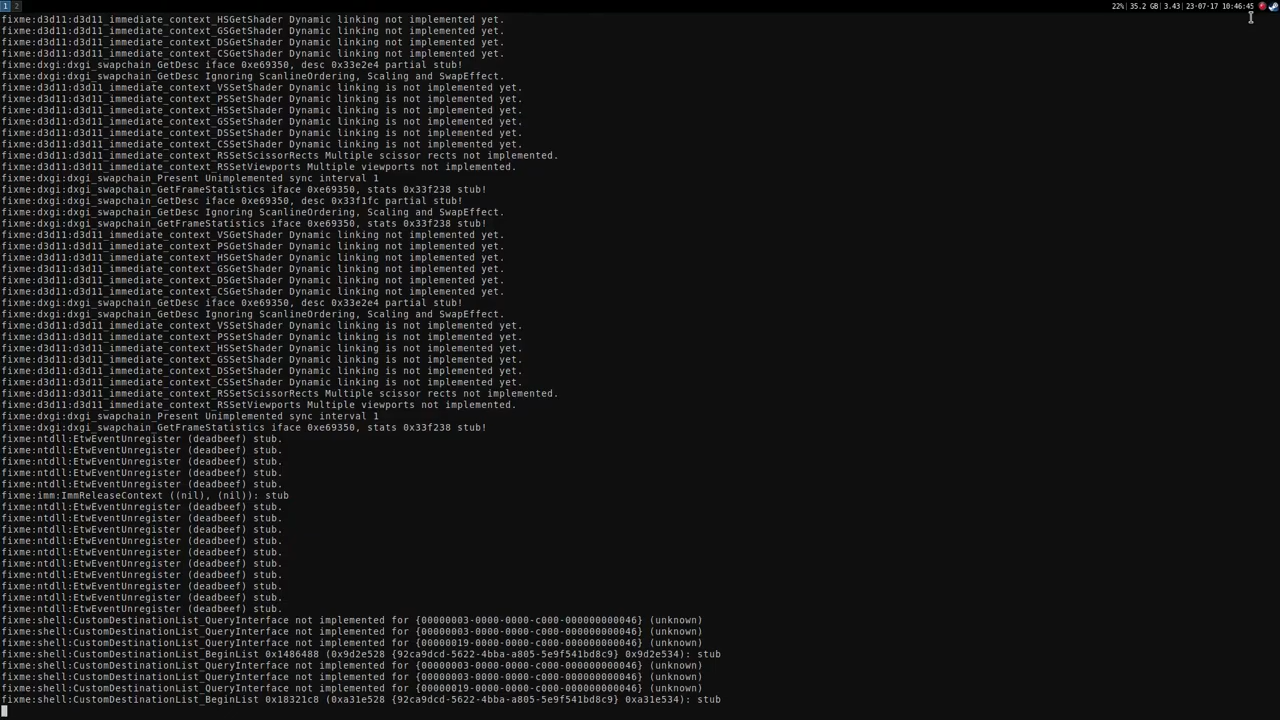 1 2 22%|35.2 GB|3.43|23-07-17 10:46:45
fixme:d3d11:d3d11_immediate_context_HSGetShader Dynamic linking not implemented yet.
fixme:d3d11:d3d11_immediate_context_GSGetShader Dynamic linking not implemented yet.
fixme:d3d11:d3d11_immediate_context_DSGetShader Dynamic linking not implemented yet.
fixme:d3d11:d3d11_immediate_context_CSGetShader Dynamic linking not implemented yet.
fixme:dxgi:dxgi_swapchain_GetDesc iface 0xe69350, desc 0x33e2e4 partial stub!
fixme:dxgi:dxgi_swapchain_GetDesc Ignoring ScanlineOrdering, Scaling and SwapEffect.
fixme:d3d11:d3d11_immediate_context_VSSetShader Dynamic linking is not implemented yet.
fixme:d3d11:d3d11_immediate_context_PSSetShader Dynamic linking is not implemented yet.
fixme:d3d11:d3d11_immediate_context_HSSetShader Dynamic linking is not implemented yet.
fixme:d3d11:d3d11_immediate_context_GSSetShader Dynamic linking is not implemented yet.
fixme:d3d11:d3d11_immediate_context_DSSetShader Dynamic linking is not implemented yet.
fixme:d3d11:d3d11_immediate_context_CSSetShader Dynamic linking is not implemented yet.
fixme:d3d11:d3d11_immediate_context_RSSetScissorRects Multiple scissor rects not implemented.
fixme:d3d11:d3d11_immediate_context_RSSetViewports Multiple viewports not implemented.
fixme:dxgi:dxgi_swapchain_Present Unimplemented sync interval 1
fixme:dxgi:dxgi_swapchain_GetFrameStatistics iface 0xe69350, stats 0x33f238 stub!
fixme:dxgi:dxgi_swapchain_GetDesc iface 0xe69350, desc 0x33f1fc partial stub!
fixme:dxgi:dxgi_swapchain_GetDesc Ignoring ScanlineOrdering, Scaling and SwapEffect.
fixme:dxgi:dxgi_swapchain_GetFrameStatistics iface 0xe69350, stats 0x33f238 stub!
fixme:d3d11:d3d11_immediate_context_VSGetShader Dynamic linking not implemented yet.
fixme:d3d11:d3d11_immediate_context_PSGetShader Dynamic linking not implemented yet.
fixme:d3d11:d3d11_immediate_context_HSGetShader Dynamic linking not implemented yet.
fixme:d3d11:d3d11_immediate_context_GSGetShader Dynamic linking not implemented yet.
fixme:d3d11:d3d11_immediate_context_DSGetShader Dynamic linking not implemented yet.
fixme:d3d11:d3d11_immediate_context_CSGetShader Dynamic linking not implemented yet.
fixme:dxgi:dxgi_swapchain_GetDesc iface 0xe69350, desc 0x33e2e4 partial stub!
fixme:dxgi:dxgi_swapchain_GetDesc Ignoring ScanlineOrdering, Scaling and SwapEffect.
fixme:d3d11:d3d11_immediate_context_VSSetShader Dynamic linking is not implemented yet.
fixme:d3d11:d3d11_immediate_context_PSSetShader Dynamic linking is not implemented yet.
fixme:d3d11:d3d11_immediate_context_HSSetShader Dynamic linking is not implemented yet.
fixme:d3d11:d3d11_immediate_context_GSSetShader Dynamic linking is not implemented yet.
fixme:d3d11:d3d11_immediate_context_DSSetShader Dynamic linking is not implemented yet.
fixme:d3d11:d3d11_immediate_context_CSSetShader Dynamic linking is not implemented yet.
fixme:d3d11:d3d11_immediate_context_RSSetScissorRects Multiple scissor rects not implemented.
fixme:d3d11:d3d11_immediate_context_RSSetViewports Multiple viewports not implemented.
fixme:dxgi:dxgi_swapchain_Present Unimplemented sync interval 1
fixme:dxgi:dxgi_swapchain_GetFrameStatistics iface 0xe69350, stats 0x33f238 stub!
fixme:ntdll:EtwEventUnregister (deadbeef) stub.
fixme:ntdll:EtwEventUnregister (deadbeef) stub.
fixme:ntdll:EtwEventUnregister (deadbeef) stub.
fixme:ntdll:EtwEventUnregister (deadbeef) stub.
fixme:ntdll:EtwEventUnregister (deadbeef) stub.
fixme:imm:ImmReleaseContext ((nil), (nil)): stub
fixme:ntdll:EtwEventUnregister (deadbeef) stub.
fixme:ntdll:EtwEventUnregister (deadbeef) stub.
fixme:ntdll:EtwEventUnregister (deadbeef) stub.
fixme:ntdll:EtwEventUnregister (deadbeef) stub.
fixme:ntdll:EtwEventUnregister (deadbeef) stub.
fixme:ntdll:EtwEventUnregister (deadbeef) stub.
fixme:ntdll:EtwEventUnregister (deadbeef) stub.
fixme:ntdll:EtwEventUnregister (deadbeef) stub.
fixme:ntdll:EtwEventUnregister (deadbeef) stub.
fixme:ntdll:EtwEventUnregister (deadbeef) stub.
fixme:shell:CustomDestinationList_QueryInterface not implemented for {00000003-0000-0000-c000-000000000046} (unknown)
fixme:shell:CustomDestinationList_QueryInterface not implemented for {00000003-0000-0000-c000-000000000046} (unknown)
fixme:shell:CustomDestinationList_QueryInterface not implemented for {00000019-0000-0000-c000-000000000046} (unknown)
fixme:shell:CustomDestinationList_BeginList 0x1486488 (0x9d2e528 {92ca9dcd-5622-4bba-a805-5e9f541bd8c9} 0x9d2e534): stub
fixme:shell:CustomDestinationList_QueryInterface not implemented for {00000003-0000-0000-c000-000000000046} (unknown)
fixme:shell:CustomDestinationList_QueryInterface not implemented for {00000003-0000-0000-c000-000000000046} (unknown)
fixme:shell:CustomDestinationList_QueryInterface not implemented for {00000019-0000-0000-c000-000000000046} (unknown)
fixme:shell:CustomDestinationList_BeginList 0x18321c8 (0xa31e528 {92ca9dcd-5622-4bba-a805-5e9f541bd8c9} 0xa31e534): stub